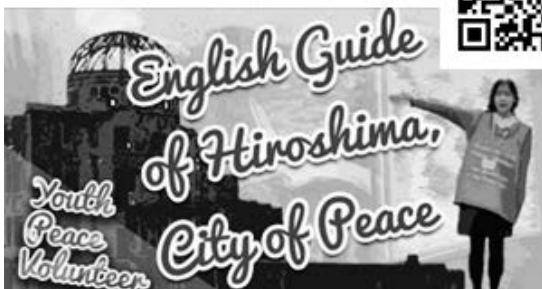 English Guide
of Hiroshima,
City of Peace
Youth
Peace
Volunteer